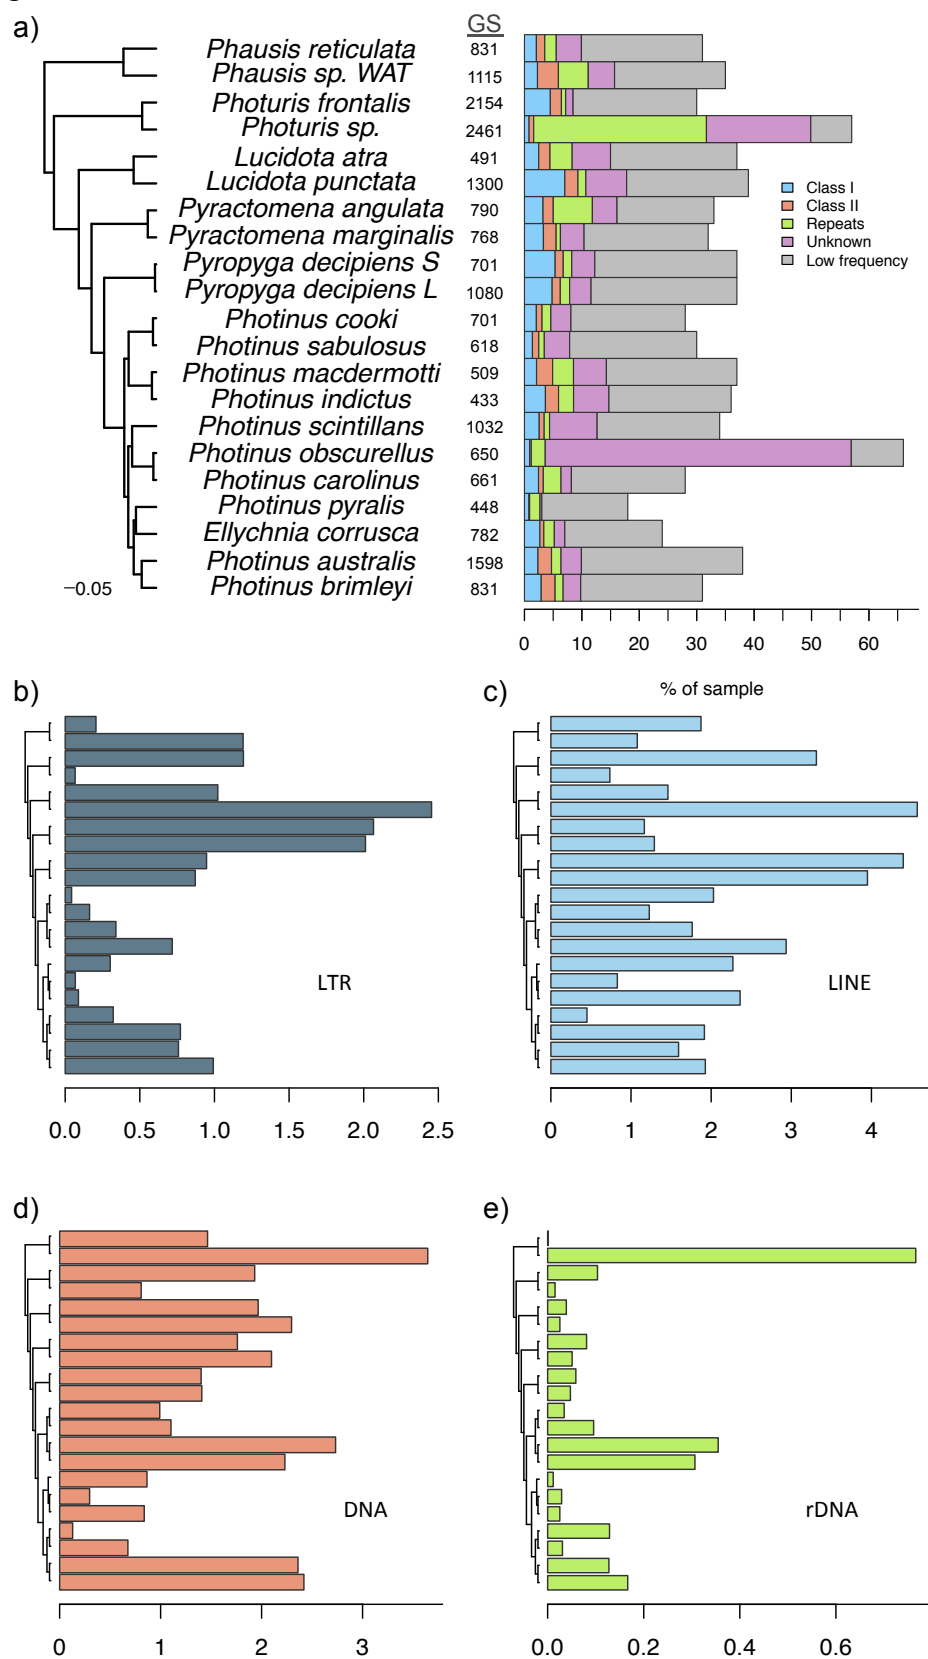 a)
GS
Phausis reticulata 831
Phausis sp. WAT 1115
Photuris frontalis 2154
Photuris sp. 2461
Lucidota atra 491
Lucidota punctata 1300
Pyractomena angulata 790
Pyractomena marginalis 768
Pyropyga decipiens S 701
Pyropyga decipiens L 1080
Photinus cooki 701
Photinus sabulosus 618
Photinus macdermotti 509
Photinus indictus 433
Photinus scintillans 1032
Photinus obscurellus 650
Photinus carolinus 661
Photinus pyralis 448
Ellychnia corrusca 782
Photinus australis 1598
Photinus brimleyi 831
−0.05
Class I
Class II
Repeats
Unknown
Low frequency
0 10 20 30 40 50 60
% of sample
b)
LTR
0.0 0.5 1.0 1.5 2.0 2.5
c)
LINE
0 1 2 3 4
d)
DNA
0 1 2 3
e)
rDNA
0.0 0.2 0.4 0.6